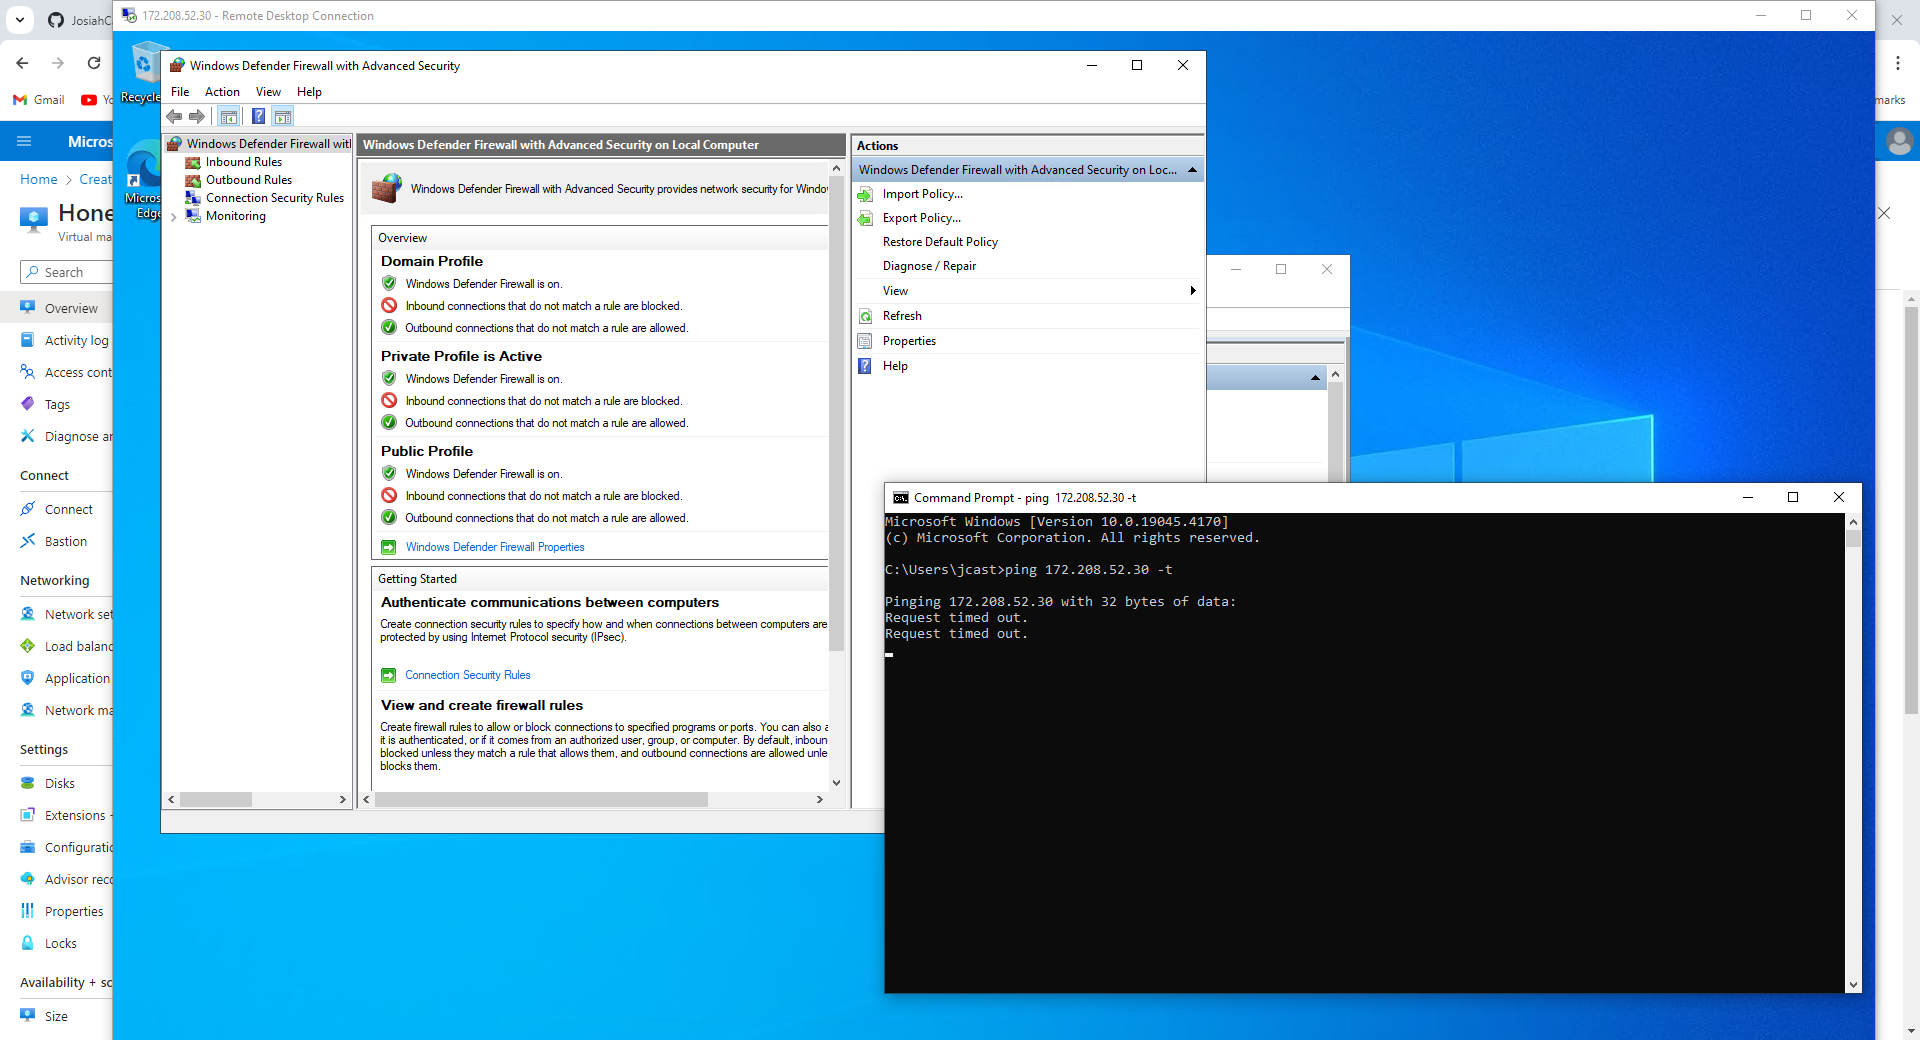 JosiahC
Gmail
Yo
marks
Micros
Home > Creat
Hone
Virtual ma
Search
Overview
Activity log
Access cont
Tags
Diagnose an
Connect
Connect
Bastion
Networking
Network set
Load balanc
Application
Network ma
Settings
Disks
Extensions +
Configuratio
Advisor reco
Properties
Locks
Availability + sc
Size
172.208.52.30 - Remote Desktop Connection
Recycle
Micros
Edge
Windows Defender Firewall with Advanced Security
File Action View Help
Windows Defender Firewall with
Inbound Rules
Outbound Rules
Connection Security Rules
Monitoring
Windows Defender Firewall with Advanced Security on Local Computer
Windows Defender Firewall with Advanced Security provides network security for Window
Overview
Domain Profile
Windows Defender Firewall is on.
Inbound connections that do not match a rule are blocked.
Outbound connections that do not match a rule are allowed.
Private Profile is Active
Windows Defender Firewall is on.
Inbound connections that do not match a rule are blocked.
Outbound connections that do not match a rule are allowed.
Public Profile
Windows Defender Firewall is on.
Inbound connections that do not match a rule are blocked.
Outbound connections that do not match a rule are allowed.
Windows Defender Firewall Properties
Getting Started
Authenticate communications between computers
Create connection security rules to specify how and when connections between computers are
protected by using Internet Protocol security (IPsec).
Connection Security Rules
View and create firewall rules
Create firewall rules to allow or block connections to specified programs or ports. You can also a
it is authenticated, or if it comes from an authorized user, group, or computer. By default, inboun
blocked unless they match a rule that allows them, and outbound connections are allowed unle
blocks them.
Actions
Windows Defender Firewall with Advanced Security on Loc...
Import Policy...
Export Policy...
Restore Default Policy
Diagnose / Repair
View
Refresh
Properties
Help
Command Prompt - ping 172.208.52.30 -t
Microsoft Windows [Version 10.0.19045.4170]
(c) Microsoft Corporation. All rights reserved.
C:\Users\jcast>ping 172.208.52.30 -t
Pinging 172.208.52.30 with 32 bytes of data:
Request timed out.
Request timed out.